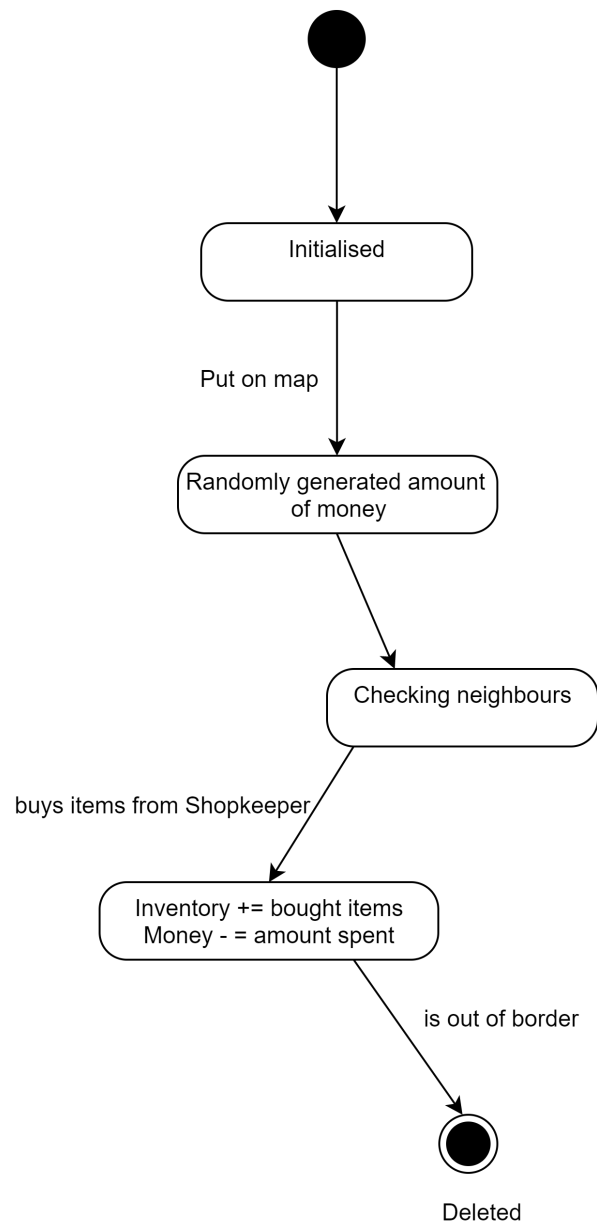 Initialised
Put on map
Randomly generated amount
of money
Checking neighbours
buys items from Shopkeeper
Inventory += bought items
Money - = amount spent
is out of border
Deleted